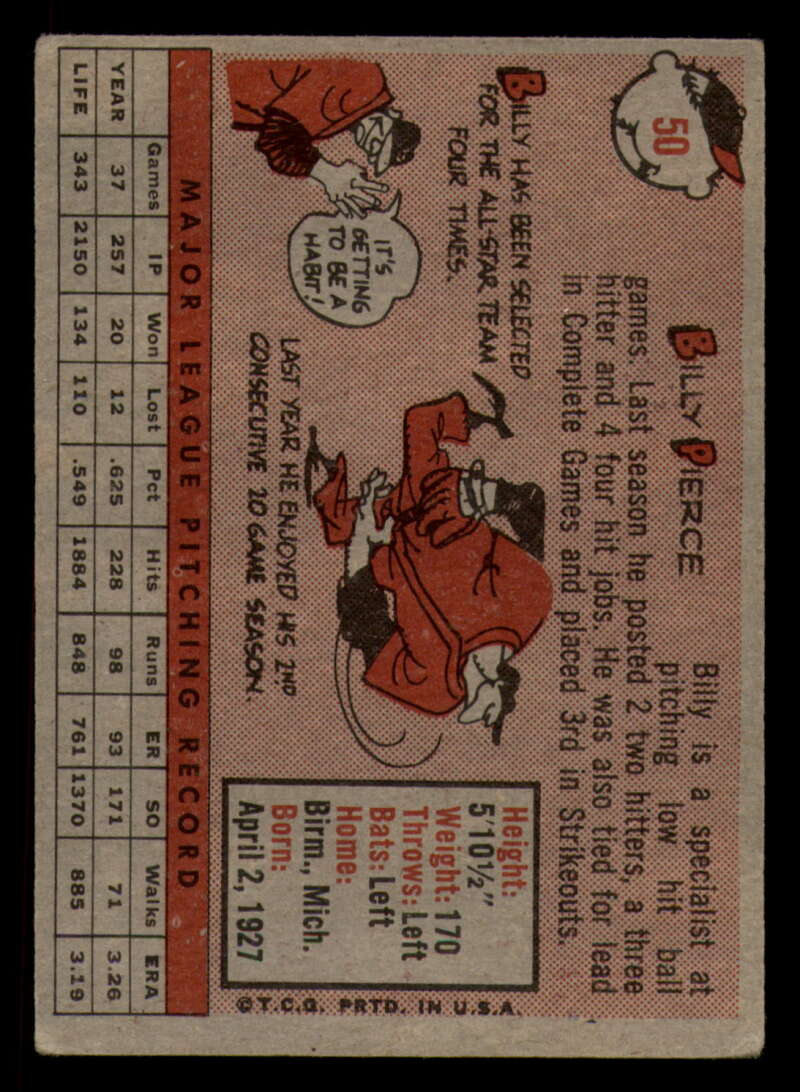 50
BILLY PIERCE
Billy is a specialist at
pitching low hit ball
games. Last season he posted 2 two hitters, a three
hitter and 4 four hit jobs. He was also tied for lead
in Complete Games and placed 3rd in Strikeouts.
BILLY HAS BEEN SELECTED
FOR THE ALL-STAR TEAM
FOUR TIMES.
IT'S
GETTING
TO BE A
HABIT!
LAST YEAR HE ENJOYED HIS 2ND
CONSECUTIVE 20 GAME SEASON.
Height:
5'10½"
Weight: 170
Throws: Left
Bats: Left
Home:
Birm., Mich.
Born:
April 2, 1927
© T.C.G. PRTD. IN U.S.A.
MAJOR LEAGUE PITCHING RECORD
Games IP Won Lost Pct Hits Runs ER SO Walks ERA
YEAR 37 257 20 12 .625 228 98 93 171 71 3.26
LIFE 343 2150 134 110 .549 1884 848 761 1370 885 3.19